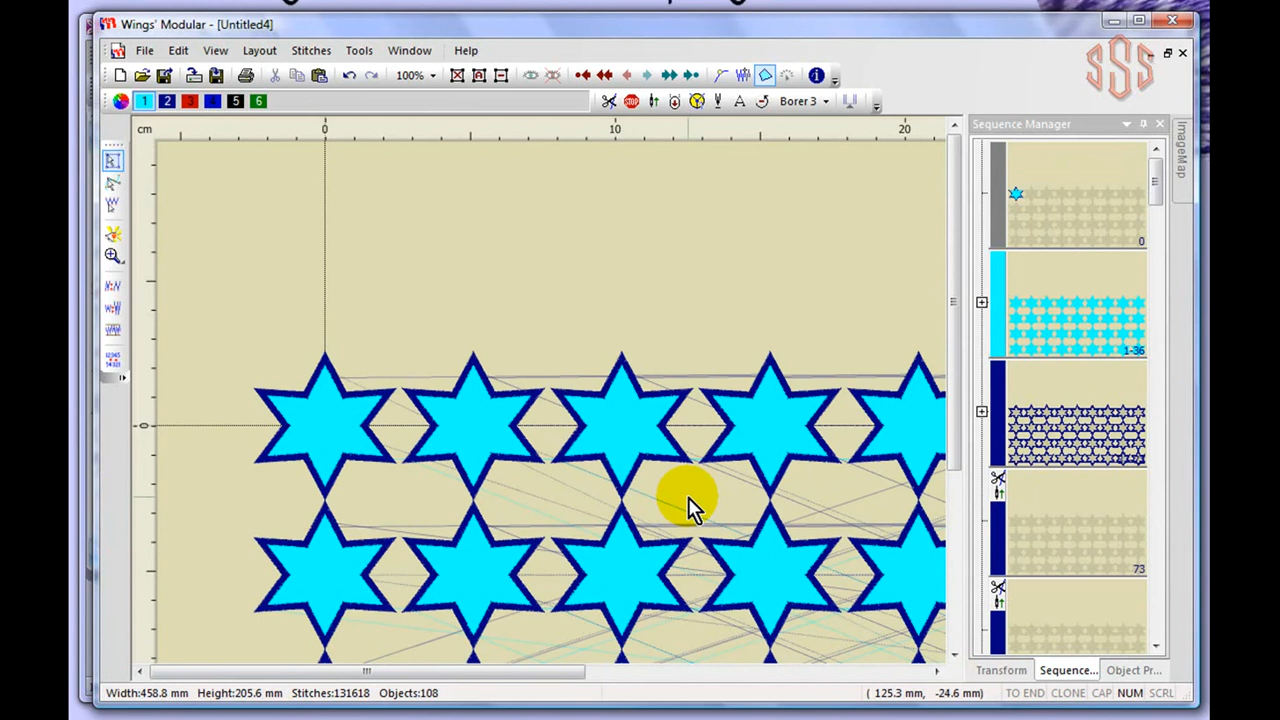 Wings' Modular - [Untitled4]
File Edit View Layout Stitches Tools Window Help
100%
1 2 3 4 5 6 STOP A Borer 3
cm 0 10 20
0
Sequence Manager
ImageMap
0
1-36
73
Transform Sequence... Object Pr...
Width:458.8 mm Height:205.6 mm Stitches:131618 Objects:108 ( 125.3 mm, -24.6 mm) TO END CLONE CAP NUM SCRL
SSS